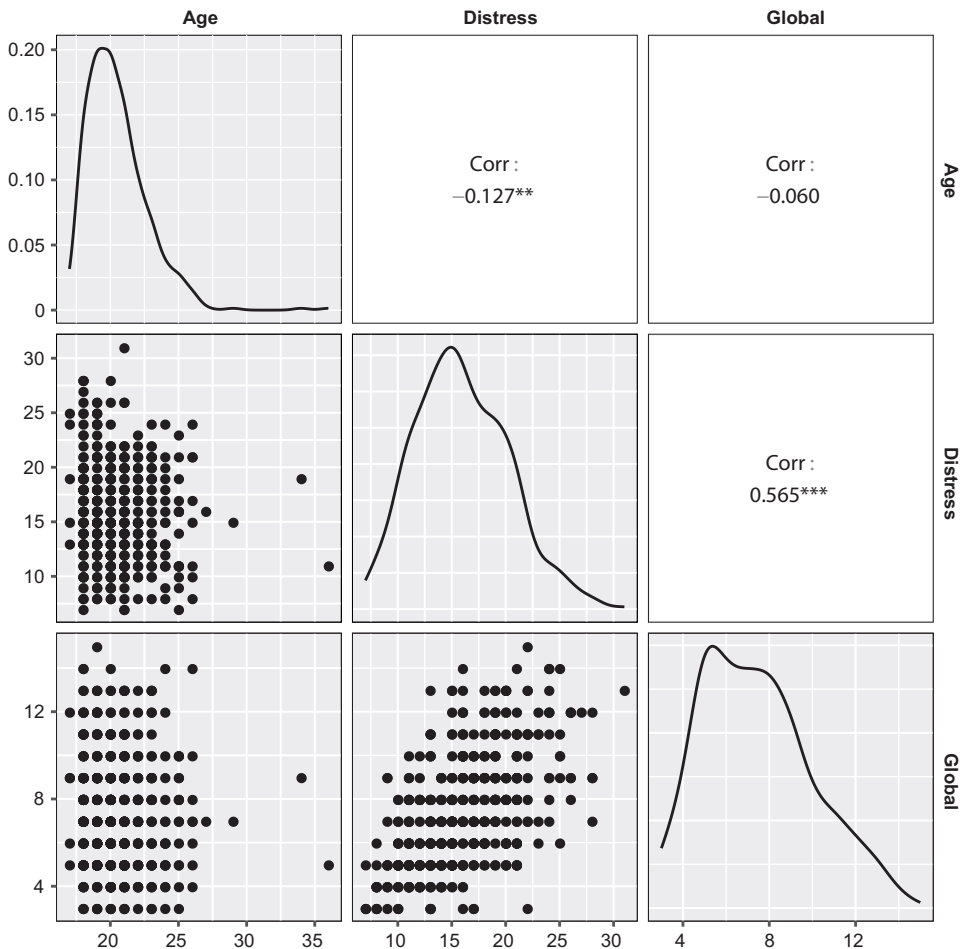 Age Distress Global
0.20
0.15
0.10
0.05
0
Corr :
−0.127**
Corr :
−0.060
Age
30
25
20
15
10
Corr :
0.565***
Distress
12
8
4
Global
20 25 30 35 10 15 20 25 30 4 8 12